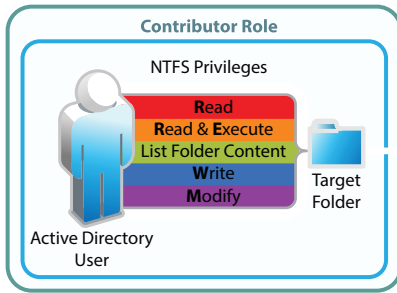 Contributor Role
NTFS Privileges
Read
Read & Execute
List Folder Content
Write
Modify
Target
Folder
Active Directory
User